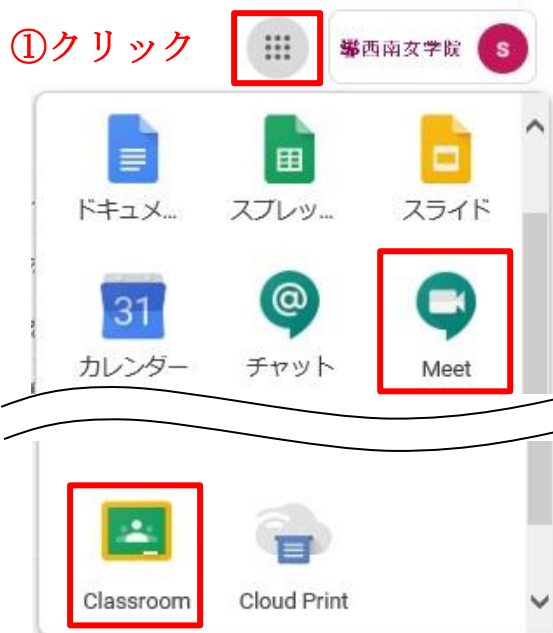 ①クリック
西南女学院
S
ドキュメ...
スプレッ...
スライド
31
@
カレンダー
チャット
Meet
Classroom
Cloud Print